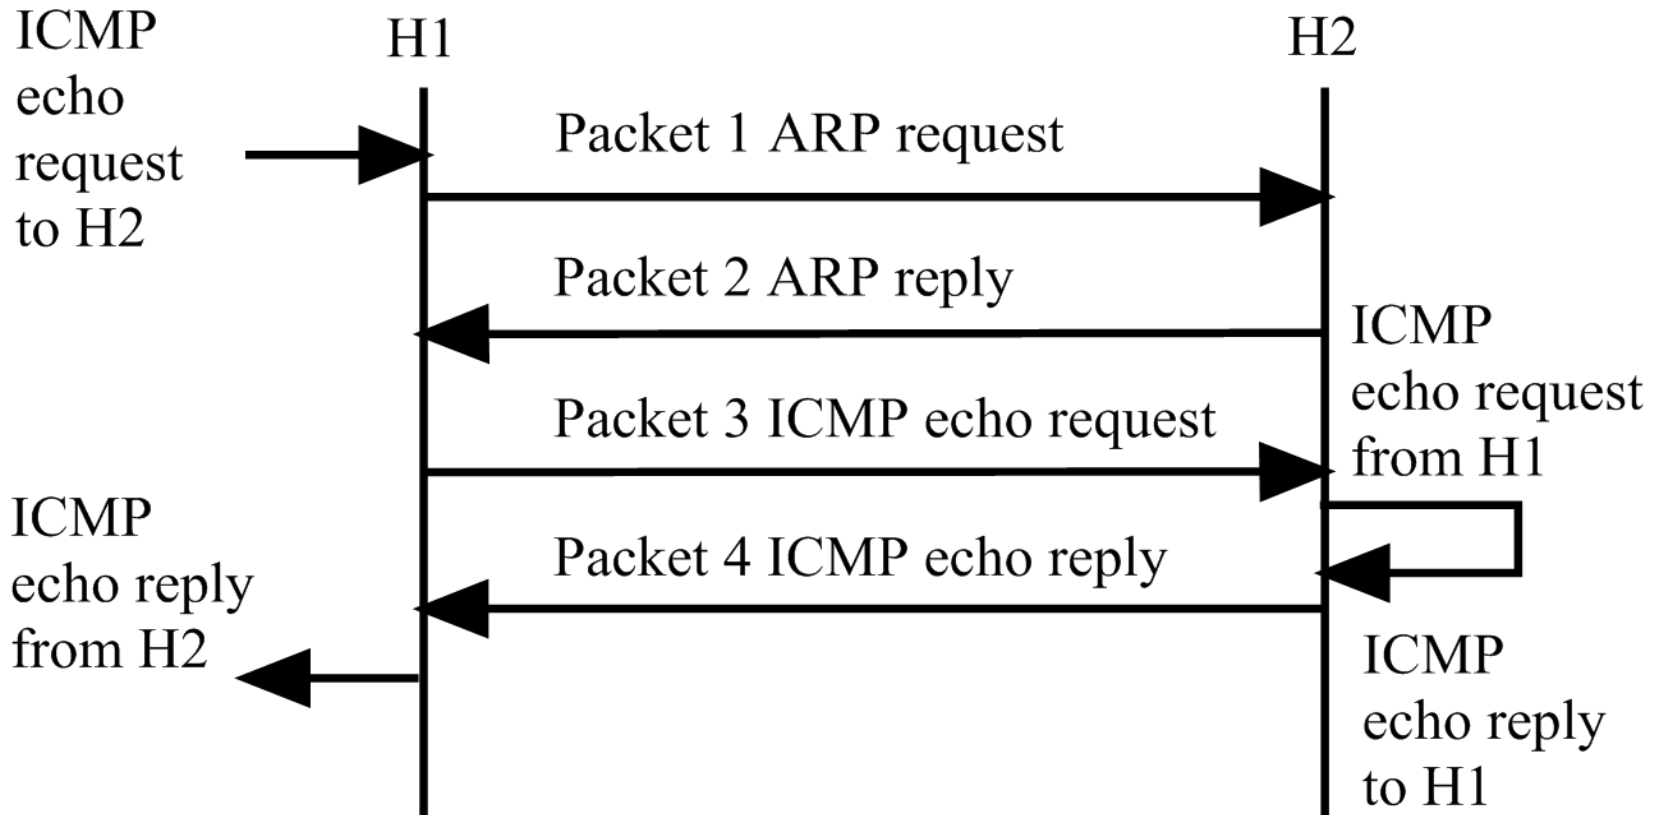 ICMP
echo
request
to H2
H1
H2
Packet 1 ARP request
Packet 2 ARP reply
ICMP
echo request
from H1
Packet 3 ICMP echo request
ICMP
echo reply
from H2
Packet 4 ICMP echo reply
ICMP
echo reply
to H1